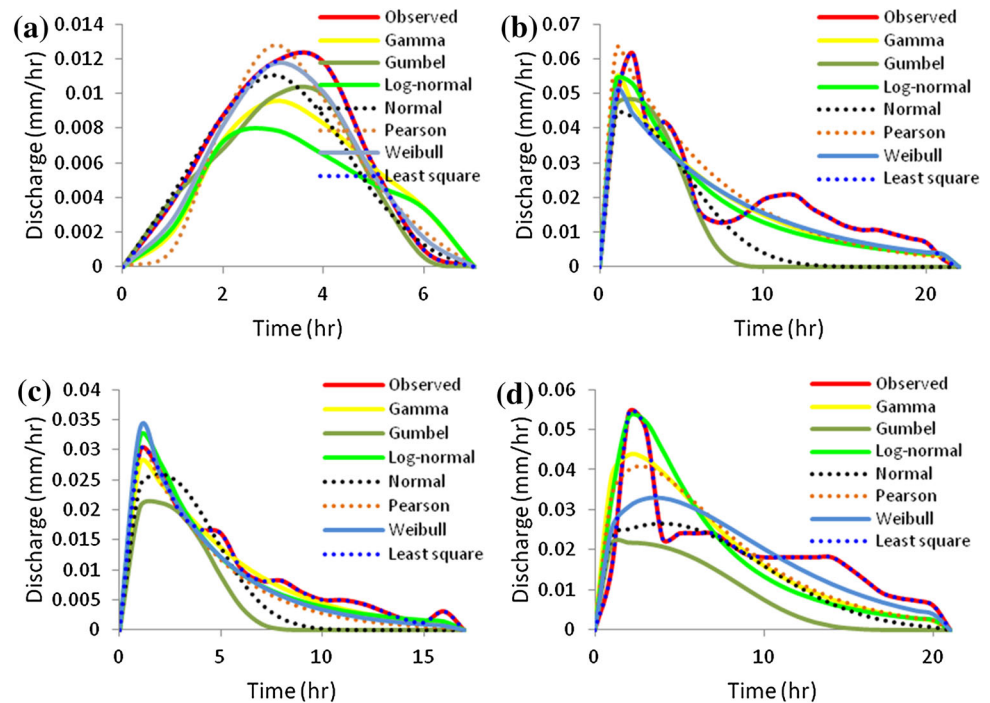 (a)
Discharge (mm/hr)
0.014
0.012
0.01
0.008
0.006
0.004
0.002
0
0 2 4 6
Time (hr)
Observed
Gamma
Gumbel
Log-normal
Normal
Pearson
Weibull
Least square
(b)
Discharge (mm/hr)
0.07
0.06
0.05
0.04
0.03
0.02
0.01
0
0 10 20
Time (hr)
Observed
Gamma
Gumbel
Log-normal
Normal
Pearson
Weibull
Least square
(c)
Discharge (mm/hr)
0.04
0.035
0.03
0.025
0.02
0.015
0.01
0.005
0
0 5 10 15
Time (hr)
Observed
Gamma
Gumbel
Log-normal
Normal
Pearson
Weibull
Least square
(d)
Discharge (mm/hr)
0.06
0.05
0.04
0.03
0.02
0.01
0
0 10 20
Time (hr)
Observed
Gamma
Gumbel
Log-normal
Normal
Pearson
Weibull
Least square